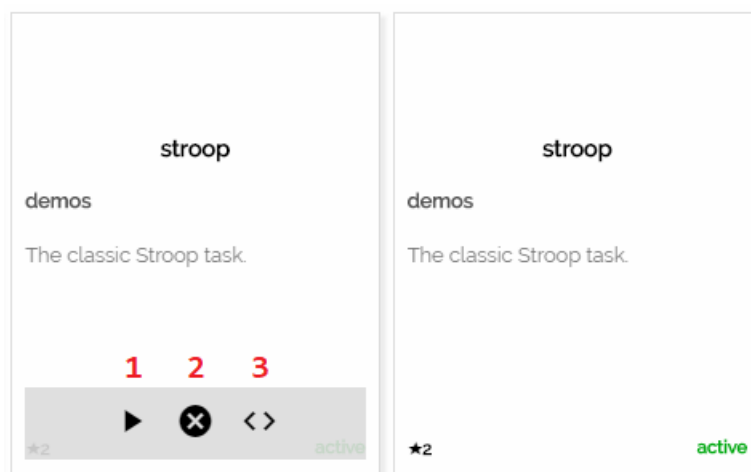 stroop
demos
The classic Stroop task.
1 2 3
★2 active
stroop
demos
The classic Stroop task.
★2 active